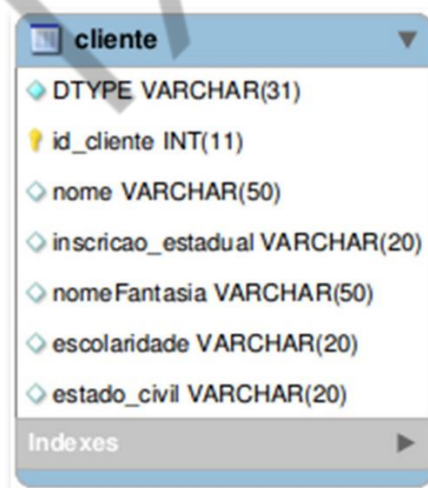 cliente
DTYPE VARCHAR(31)
id_cliente INT(11)
nome VARCHAR(50)
inscricao_estadual VARCHAR(20)
nomeFantasia VARCHAR(50)
escolaridade VARCHAR(20)
estado_civil VARCHAR(20)
Indexes